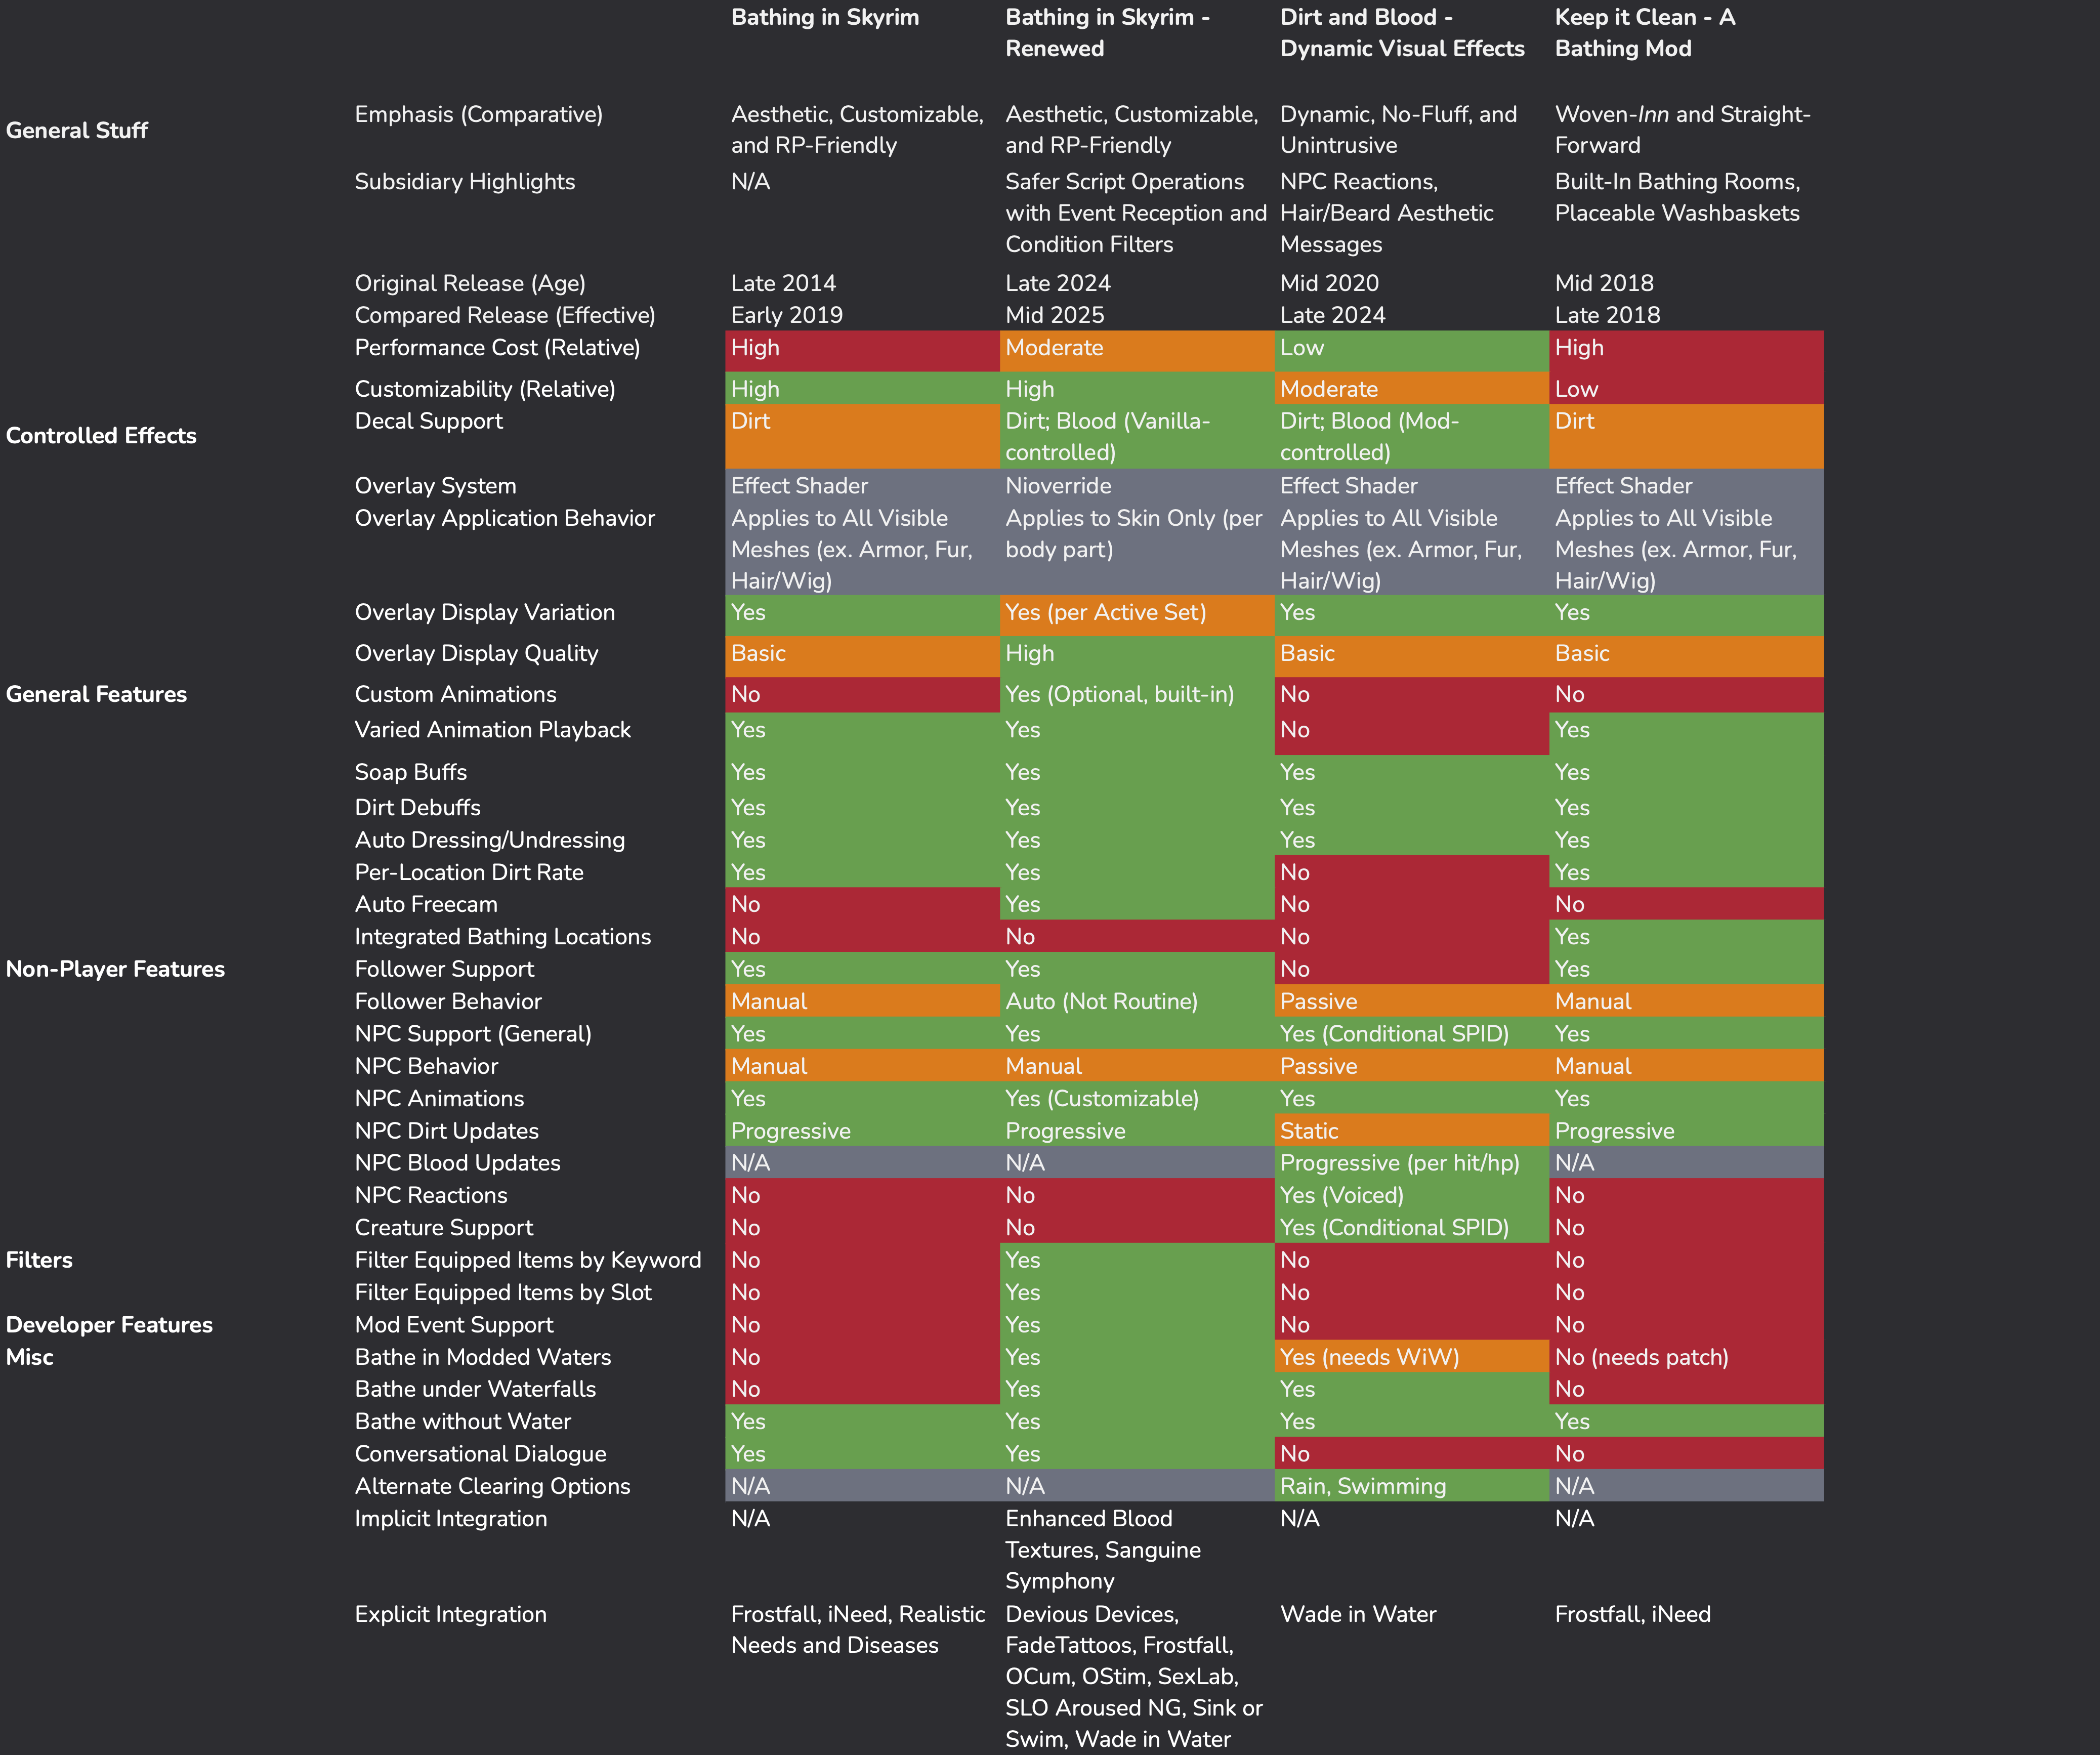 Bathing in Skyrim
Bathing in Skyrim -
Renewed
Dirt and Blood -
Dynamic Visual Effects
Keep it Clean - A
Bathing Mod
General Stuff
Emphasis (Comparative)
Aesthetic, Customizable,
and RP-Friendly
Aesthetic, Customizable,
and RP-Friendly
Dynamic, No-Fluff, and
Unintrusive
Woven-Inn and Straight-
Forward
Subsidiary Highlights
N/A
Safer Script Operations
with Event Reception and
Condition Filters
NPC Reactions,
Hair/Beard Aesthetic
Messages
Built-In Bathing Rooms,
Placeable Washbaskets
Original Release (Age)
Late 2014
Late 2024
Mid 2020
Mid 2018
Compared Release (Effective)
Early 2019
Mid 2025
Late 2024
Late 2018
Performance Cost (Relative)
High
Moderate
Low
High
Customizability (Relative)
High
High
Moderate
Low
Controlled Effects
Decal Support
Dirt
Dirt; Blood (Vanilla-
controlled)
Dirt; Blood (Mod-
controlled)
Dirt
Overlay System
Effect Shader
Nioverride
Effect Shader
Effect Shader
Overlay Application Behavior
Applies to All Visible
Meshes (ex. Armor, Fur,
Hair/Wig)
Applies to Skin Only (per
body part)
Applies to All Visible
Meshes (ex. Armor, Fur,
Hair/Wig)
Applies to All Visible
Meshes (ex. Armor, Fur,
Hair/Wig)
Overlay Display Variation
Yes
Yes (per Active Set)
Yes
Yes
Overlay Display Quality
Basic
High
Basic
Basic
General Features
Custom Animations
No
Yes (Optional, built-in)
No
No
Varied Animation Playback
Yes
Yes
No
Yes
Soap Buffs
Yes
Yes
Yes
Yes
Dirt Debuffs
Yes
Yes
Yes
Yes
Auto Dressing/Undressing
Yes
Yes
Yes
Yes
Per-Location Dirt Rate
Yes
Yes
No
Yes
Auto Freecam
No
Yes
No
No
Integrated Bathing Locations
No
No
No
Yes
Non-Player Features
Follower Support
Yes
Yes
No
Yes
Follower Behavior
Manual
Auto (Not Routine)
Passive
Manual
NPC Support (General)
Yes
Yes
Yes (Conditional SPID)
Yes
NPC Behavior
Manual
Manual
Passive
Manual
NPC Animations
Yes
Yes (Customizable)
Yes
Yes
NPC Dirt Updates
Progressive
Progressive
Static
Progressive
NPC Blood Updates
N/A
N/A
Progressive (per hit/hp)
N/A
NPC Reactions
No
No
Yes (Voiced)
No
Creature Support
No
No
Yes (Conditional SPID)
No
Filters
Filter Equipped Items by Keyword
No
Yes
No
No
Filter Equipped Items by Slot
No
Yes
No
No
Developer Features
Mod Event Support
No
Yes
No
No
Misc
Bathe in Modded Waters
No
Yes
Yes (needs WiW)
No (needs patch)
Bathe under Waterfalls
No
Yes
Yes
No
Bathe without Water
Yes
Yes
Yes
Yes
Conversational Dialogue
Yes
Yes
No
No
Alternate Clearing Options
N/A
N/A
Rain, Swimming
N/A
Implicit Integration
N/A
Enhanced Blood
Textures, Sanguine
Symphony
N/A
N/A
Explicit Integration
Frostfall, iNeed, Realistic
Needs and Diseases
Devious Devices,
FadeTattoos, Frostfall,
OCum, OStim, SexLab,
SLO Aroused NG, Sink or
Swim, Wade in Water
Wade in Water
Frostfall, iNeed